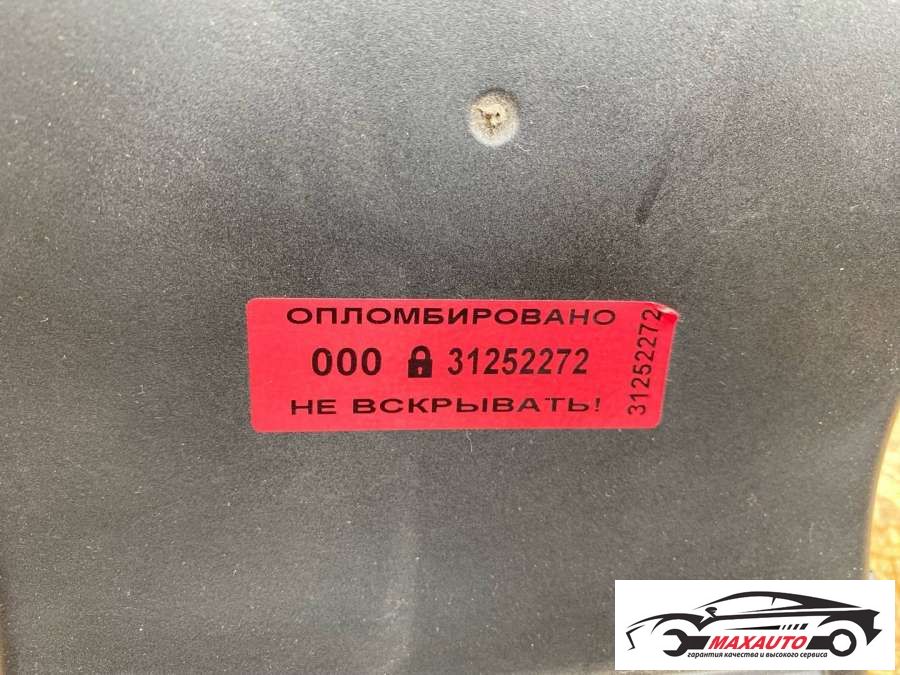 ОПЛОМБИРОВАНО
000 31252272
31252272
НЕ ВСКРЫВАТЬ!
MAXAUTO
гарантия качества и высокого сервиса